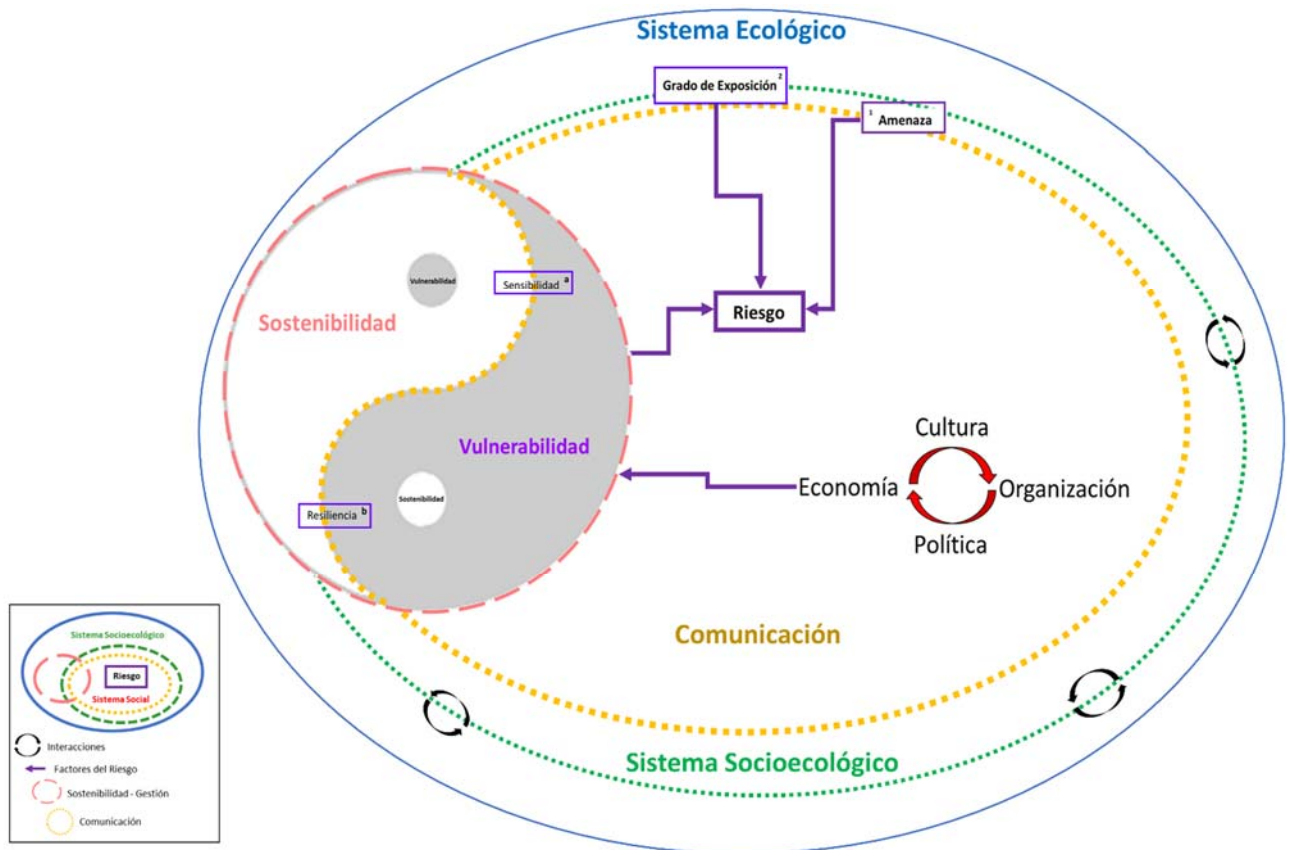 Sistema Ecológico
Grado de Exposición 2
1 Amenaza
Vulnerabilidad
Sensibilidad a
Sostenibilidad
Riesgo
Vulnerabilidad
Cultura
Economía
Organización
Política
Sostenibilidad
Resiliencia b
Comunicación
Sistema Socioecológico
Sistema Socioecológico
Riesgo
Sistema Social
Interacciones
Factores del Riesgo
Sostenibilidad - Gestión
Comunicación